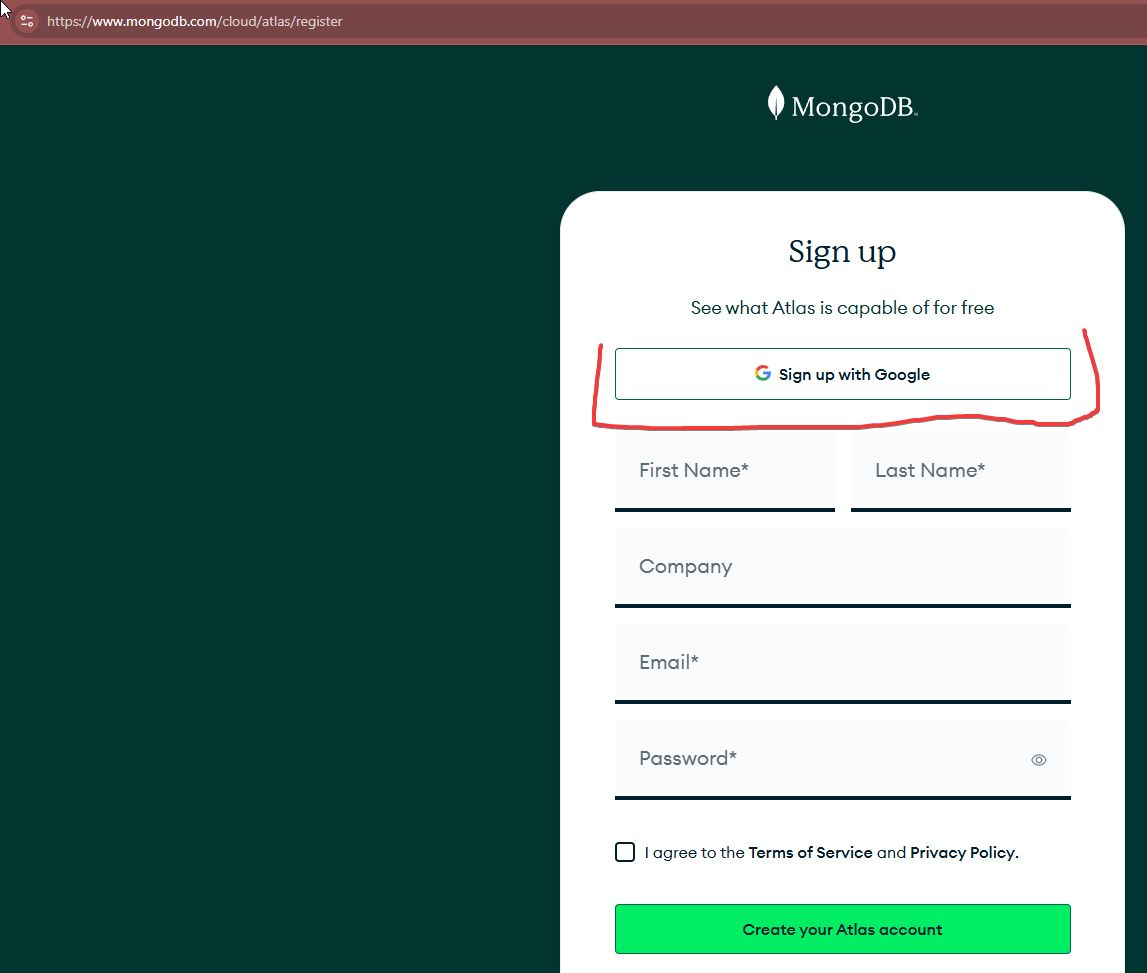 https://www.mongodb.com/cloud/atlas/register
MongoDB.
Sign up
See what Atlas is capable of for free
Sign up with Google
First Name* Last Name*
Company
Email*
Password*
I agree to the Terms of Service and Privacy Policy.
Create your Atlas account